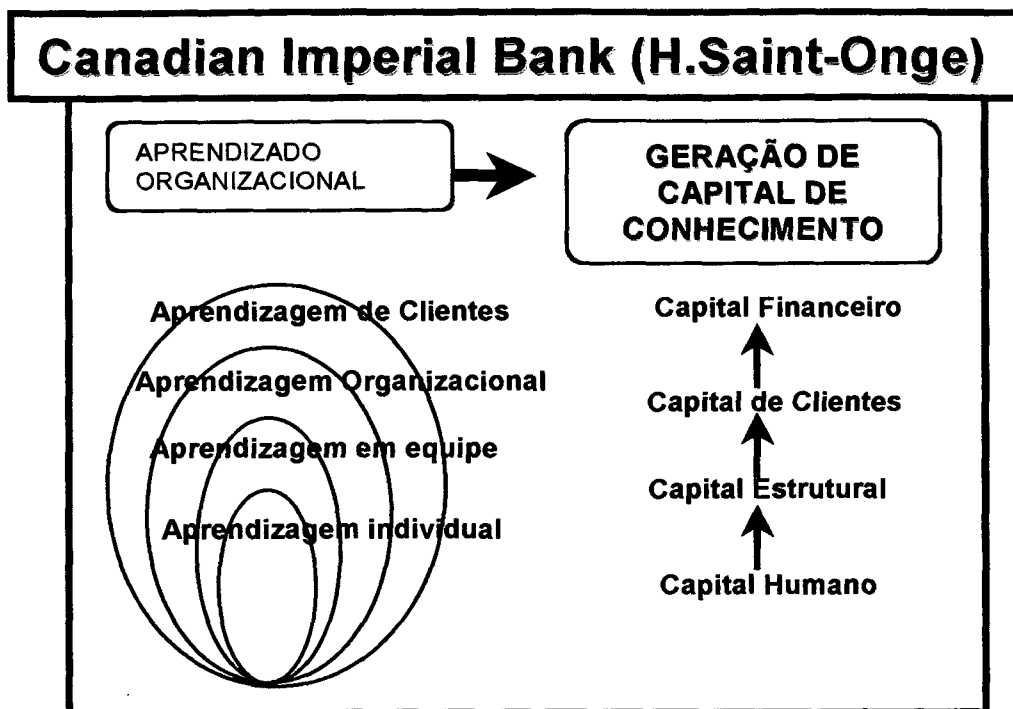 Canadian Imperial Bank (H.Saint-Onge)
APRENDIZADO
ORGANIZACIONAL
GERAÇÃO DE
CAPITAL DE
CONHECIMENTO
Aprendizagem de Clientes
Aprendizagem Organizacional
Aprendizagem em equipe
Aprendizagem individual
Capital Financeiro
Capital de Clientes
Capital Estrutural
Capital Humano